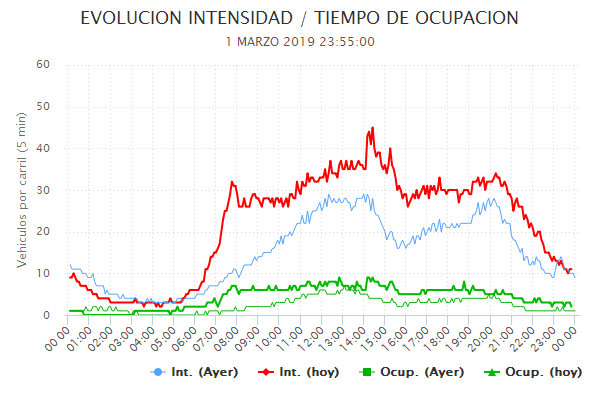 EVOLUCION INTENSIDAD / TIEMPO DE OCUPACION
1 MARZO 2019 23:55:00
Vehiculos por carril (5 min)
60
50
40
30
20
10
0
00:00 01:00 02:00 03:00 04:00 05:00 06:00 07:00 08:00 09:00 10:00 11:00 12:00 13:00 14:00 15:00 16:00 17:00 18:00 19:00 20:00 21:00 22:00 23:00 00:00
Int. (Ayer) Int. (hoy) Ocup. (Ayer) Ocup. (hoy)